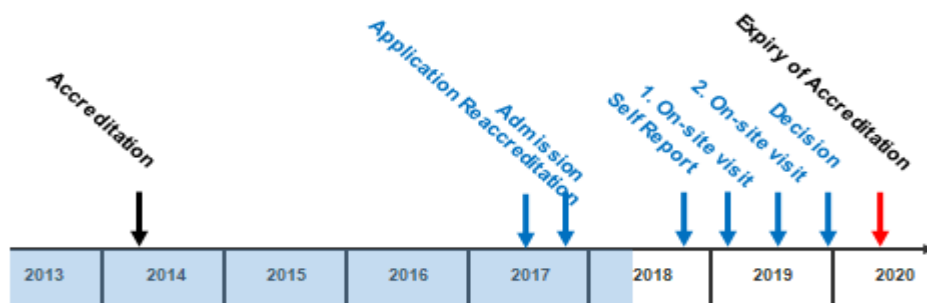 Accreditation
Application Reaccreditation
Admission
Self Report
1. On-site visit
2. On-site visit
Decision
Expiry of Accreditation
2013
2014
2015
2016
2017
2018
2019
2020